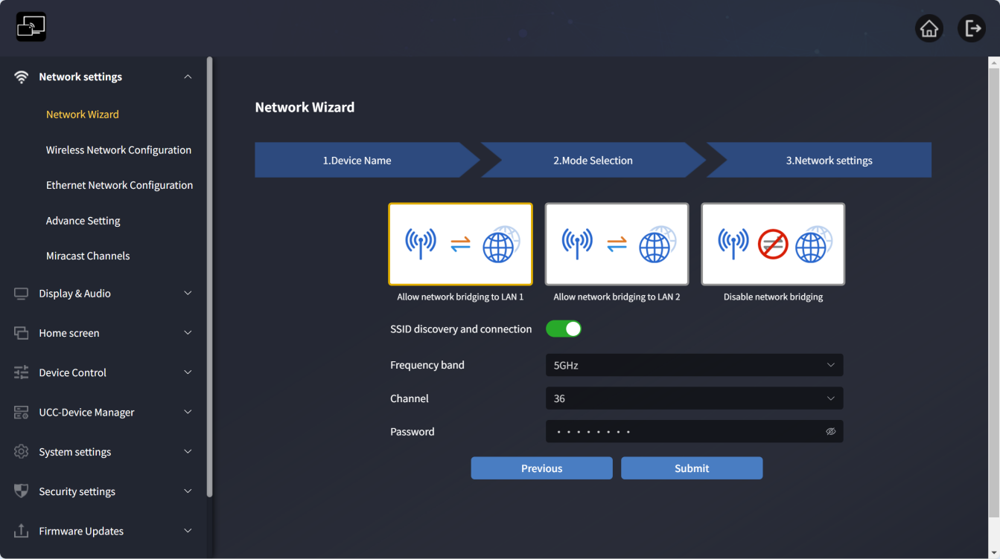 Network settings
Network Wizard
Wireless Network Configuration
Ethernet Network Configuration
Advance Setting
Miracast Channels
Display & Audio
Home screen
Device Control
UCC-Device Manager
System settings
Security settings
Firmware Updates
Network Wizard
1.Device Name
2.Mode Selection
3.Network settings
Allow network bridging to LAN 1
Allow network bridging to LAN 2
Disable network bridging
SSID discovery and connection
Frequency band
5GHz
Channel
36
Password
Previous
Submit